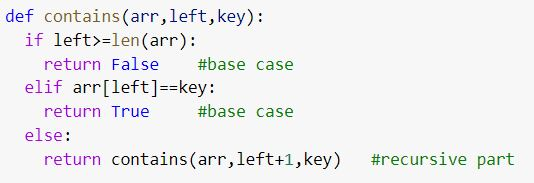 def contains(arr,left,key):
  if left>=len(arr):
    return False    #base case
  elif arr[left]==key:
    return True     #base case
  else:
    return contains(arr,left+1,key)   #recursive part